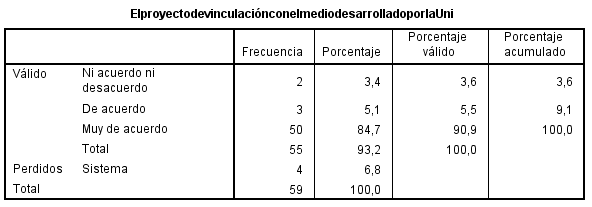 ElproyectodevinculaciónconelmediodesarrolladoporlaUni
Frecuencia Porcentaje Porcentaje válido Porcentaje acumulado
Válido Ni acuerdo ni desacuerdo 2 3,4 3,6 3,6
De acuerdo 3 5,1 5,5 9,1
Muy de acuerdo 50 84,7 90,9 100,0
Total 55 93,2 100,0
Perdidos Sistema 4 6,8
Total 59 100,0